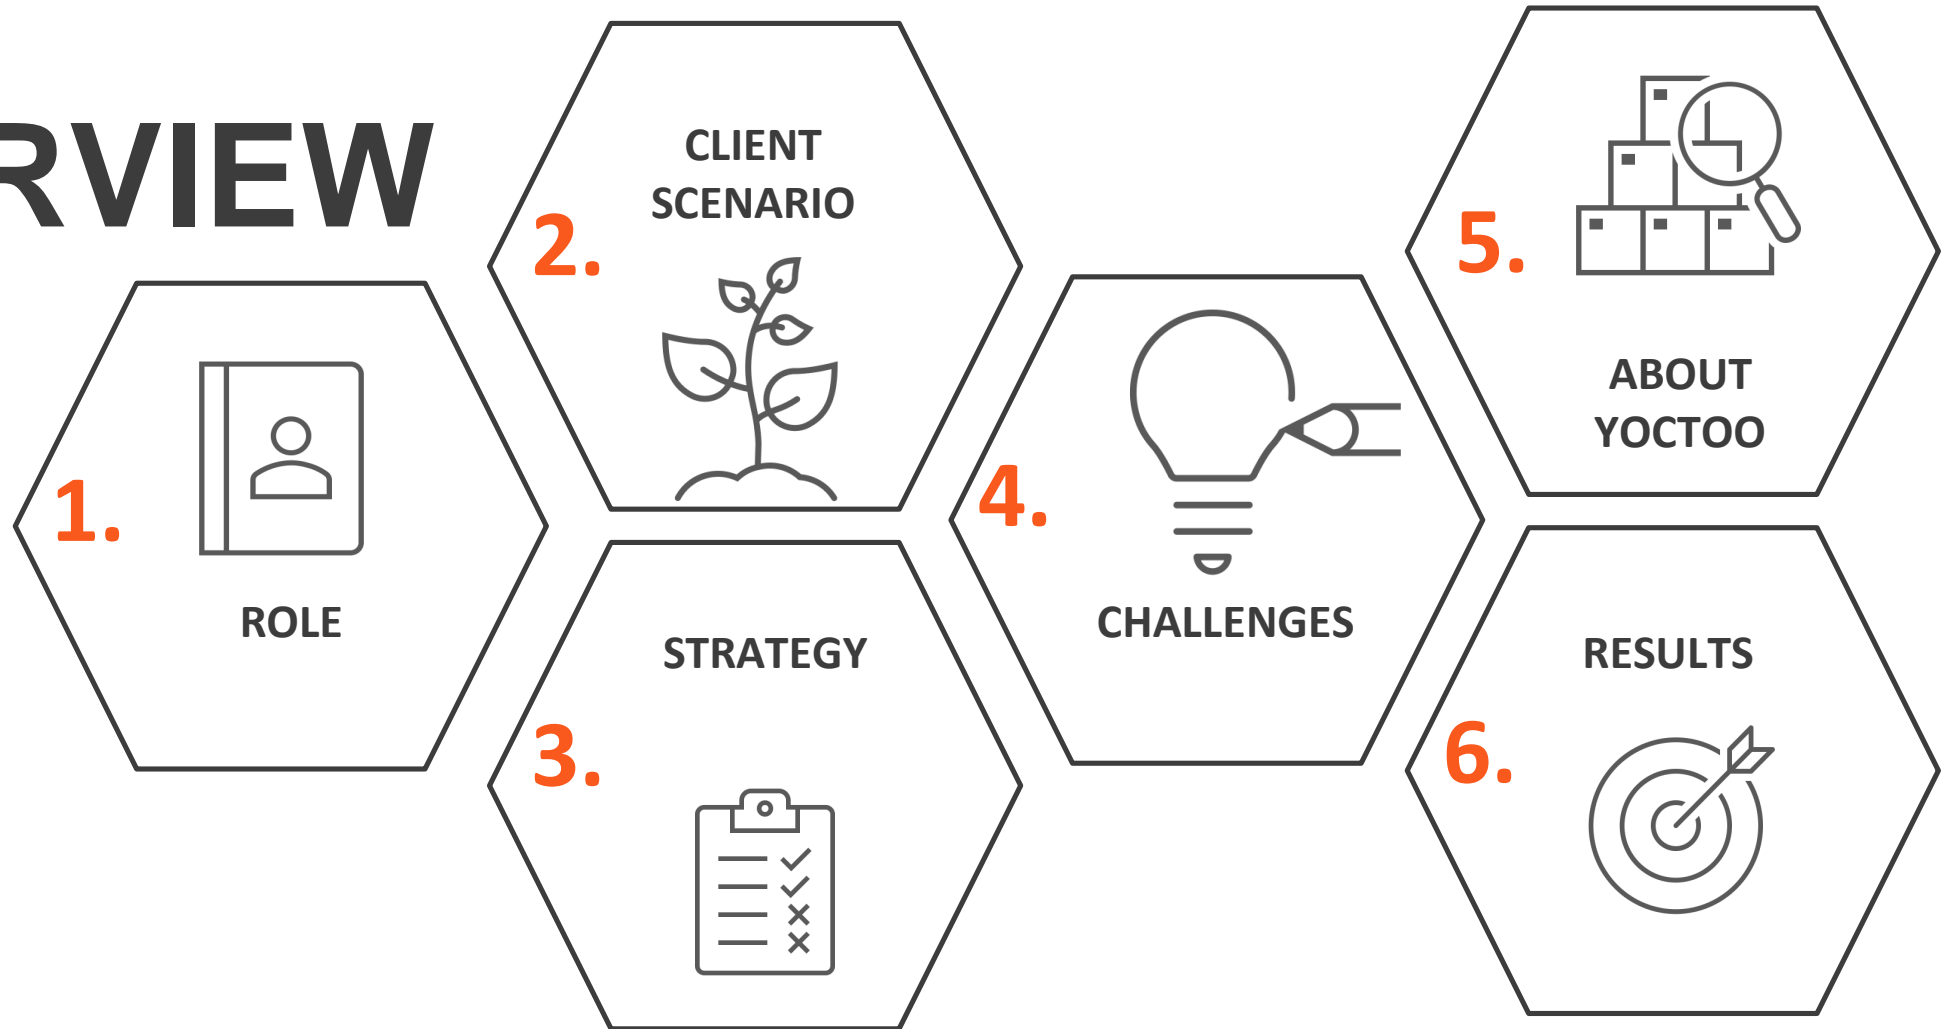 RVIEW
1.
ROLE
2.
CLIENT
SCENARIO
3.
STRATEGY
4.
CHALLENGES
5.
ABOUT
YOCTOO
6.
RESULTS